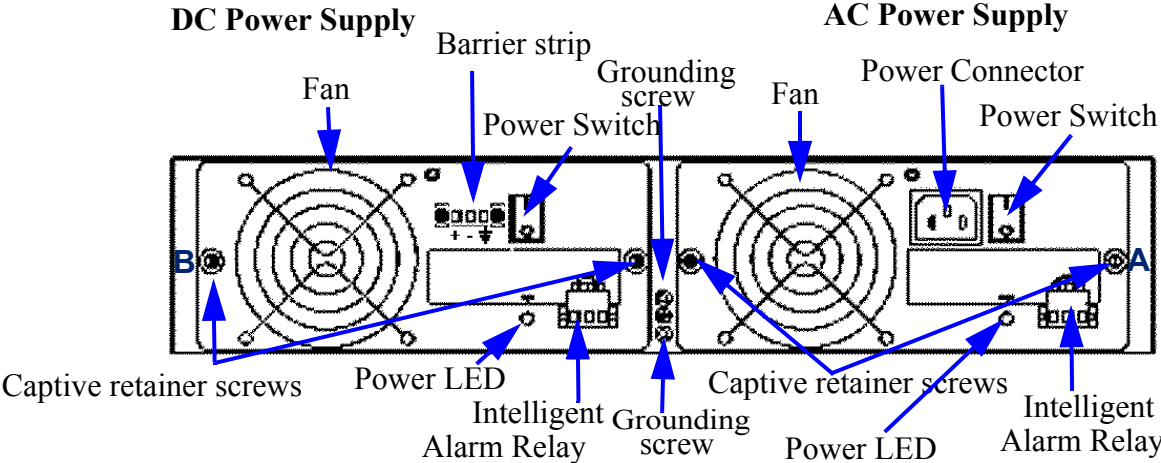 DC Power Supply
AC Power Supply
Barrier strip
Grounding
screw
Power Connector
Fan
Fan
Power Switch
Power Switch
+ -
B
A
Captive retainer screws
Power LED
Captive retainer screws
Intelligent
Alarm Relay
Grounding
screw
Power LED
Intelligent
Alarm Relay